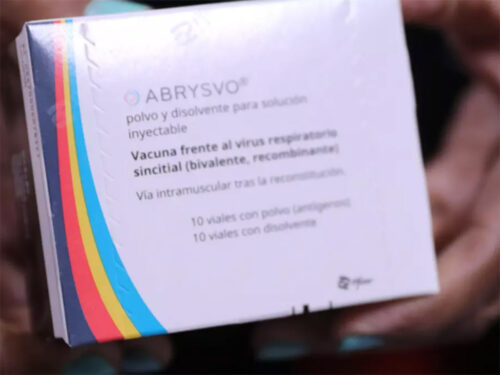 ABRYSVO®
polvo y disolvente para solución
inyectable
Vacuna frente al virus respiratorio
sincitial (bivalente, recombinante)
Vía intramuscular tras la reconstitución.
10 viales con polvo (antígenos)
10 viales con disolvente
Pfizer